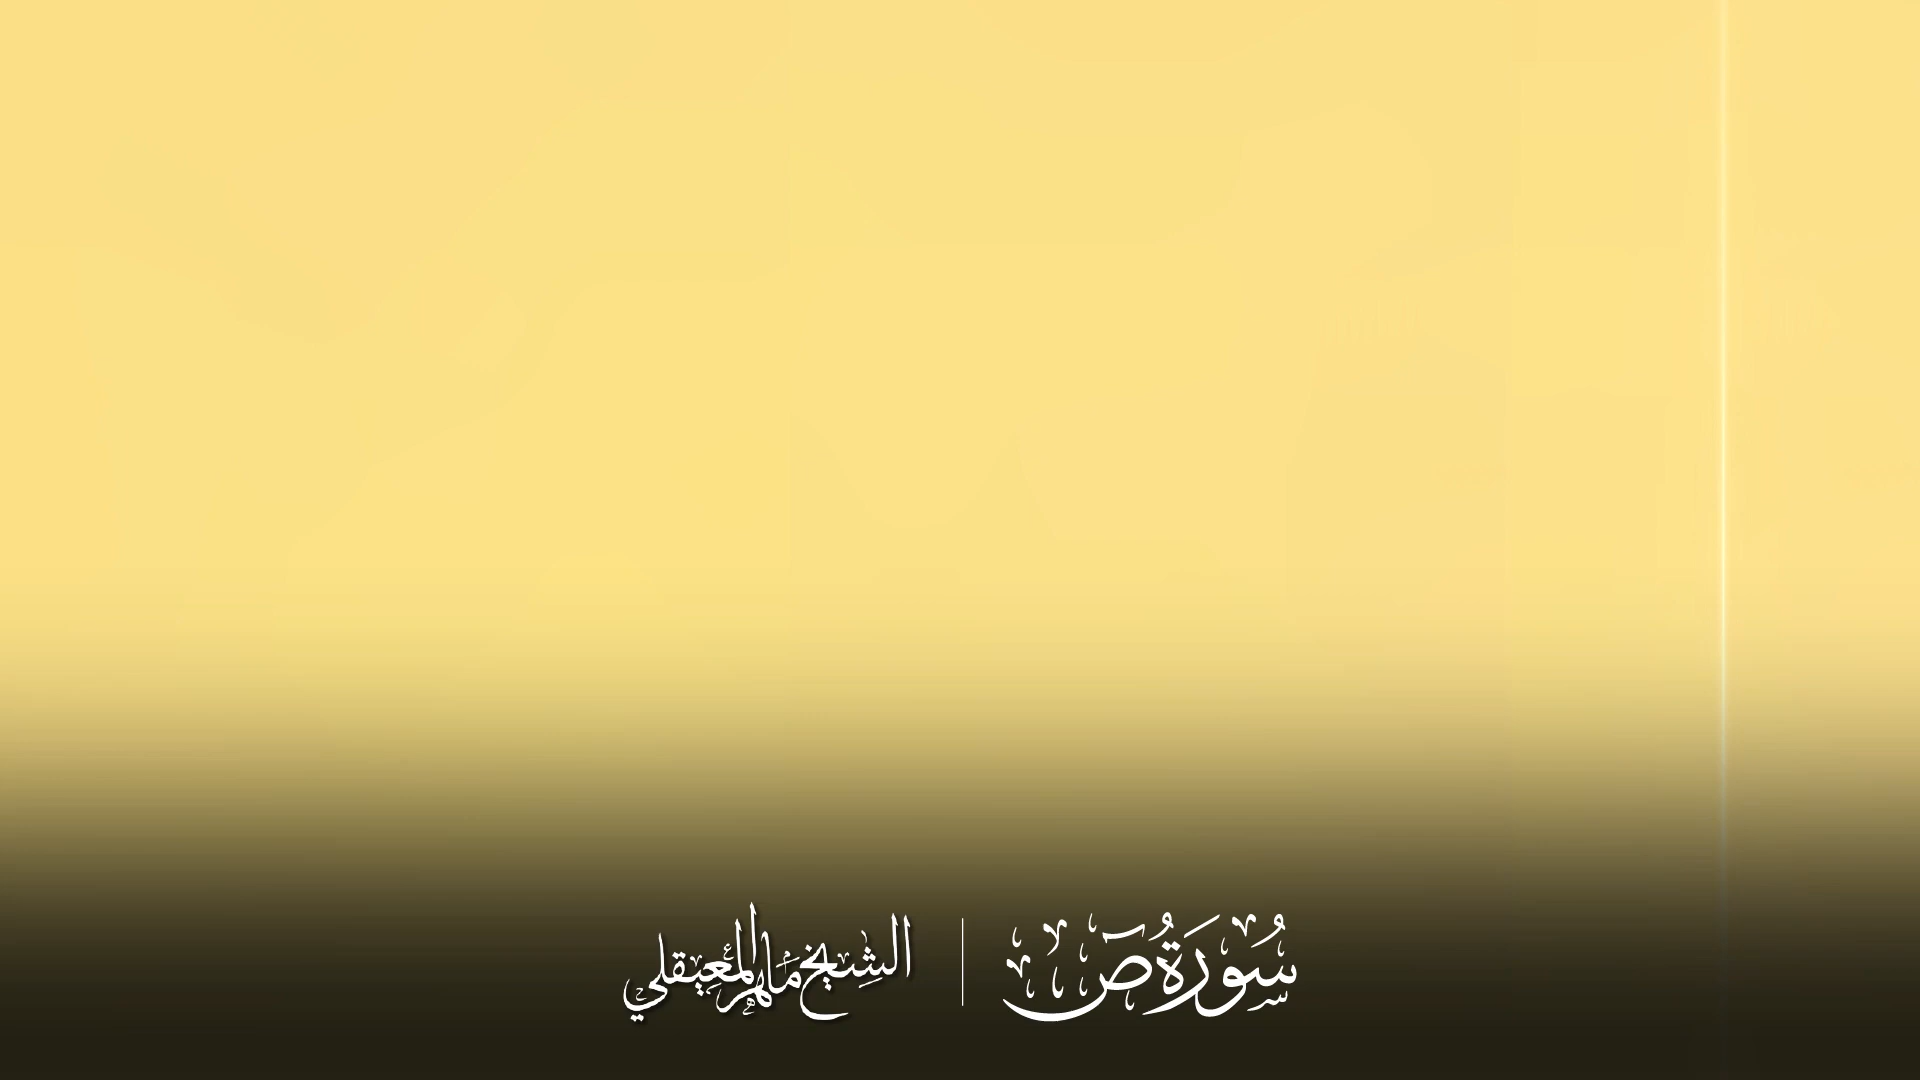 سُورَةُ صٓ | الشيخ ماهر المعيقلي